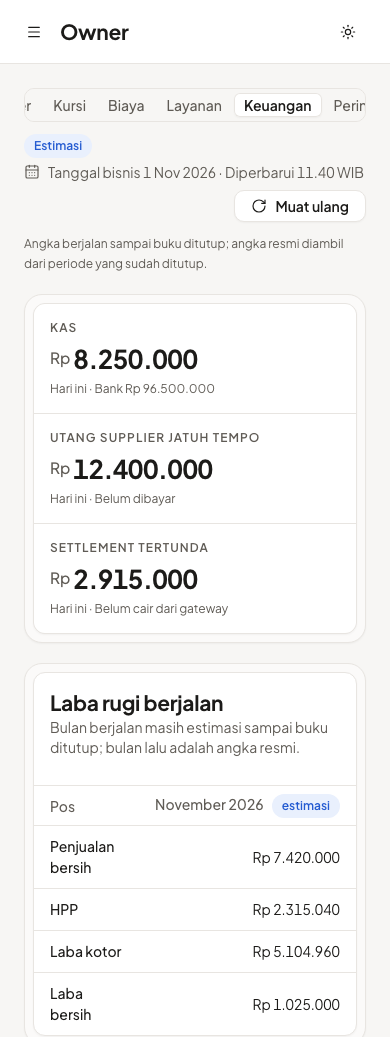 Owner
r Kursi Biaya Layanan Keuangan Perin
Estimasi
Tanggal bisnis 1 Nov 2026 · Diperbarui 11.40 WIB
Muat ulang
Angka berjalan sampai buku ditutup; angka resmi diambil
dari periode yang sudah ditutup.
KAS
Rp 8.250.000
Hari ini · Bank Rp 96.500.000
UTANG SUPPLIER JATUH TEMPO
Rp 12.400.000
Hari ini · Belum dibayar
SETTLEMENT TERTUNDA
Rp 2.915.000
Hari ini · Belum cair dari gateway
Laba rugi berjalan
Bulan berjalan masih estimasi sampai buku
ditutup; bulan lalu adalah angka resmi.
Pos November 2026 estimasi
Penjualan
bersih Rp 7.420.000
HPP Rp 2.315.040
Laba kotor Rp 5.104.960
Laba
bersih Rp 1.025.000